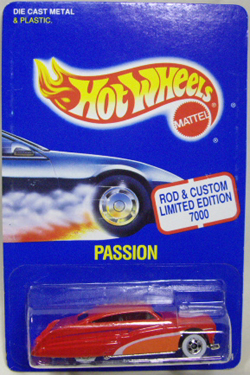 DIE CAST METAL
& PLASTIC.
Hot Wheels
MATTEL
ROD & CUSTOM
LIMITED EDITION
7000
PASSION